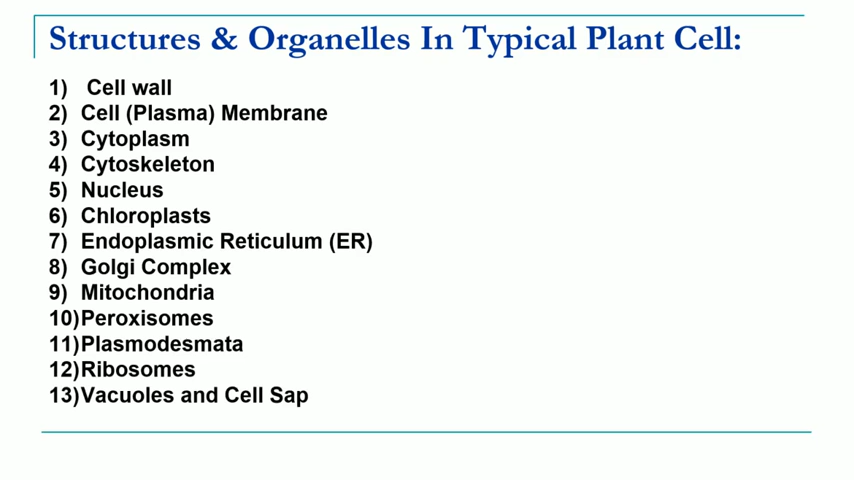 Structures & Organelles In Typical Plant Cell:
1) Cell wall
2) Cell (Plasma) Membrane
3) Cytoplasm
4) Cytoskeleton
5) Nucleus
6) Chloroplasts
7) Endoplasmic Reticulum (ER)
8) Golgi Complex
9) Mitochondria
10)Peroxisomes
11)Plasmodesmata
12)Ribosomes
13)Vacuoles and Cell Sap